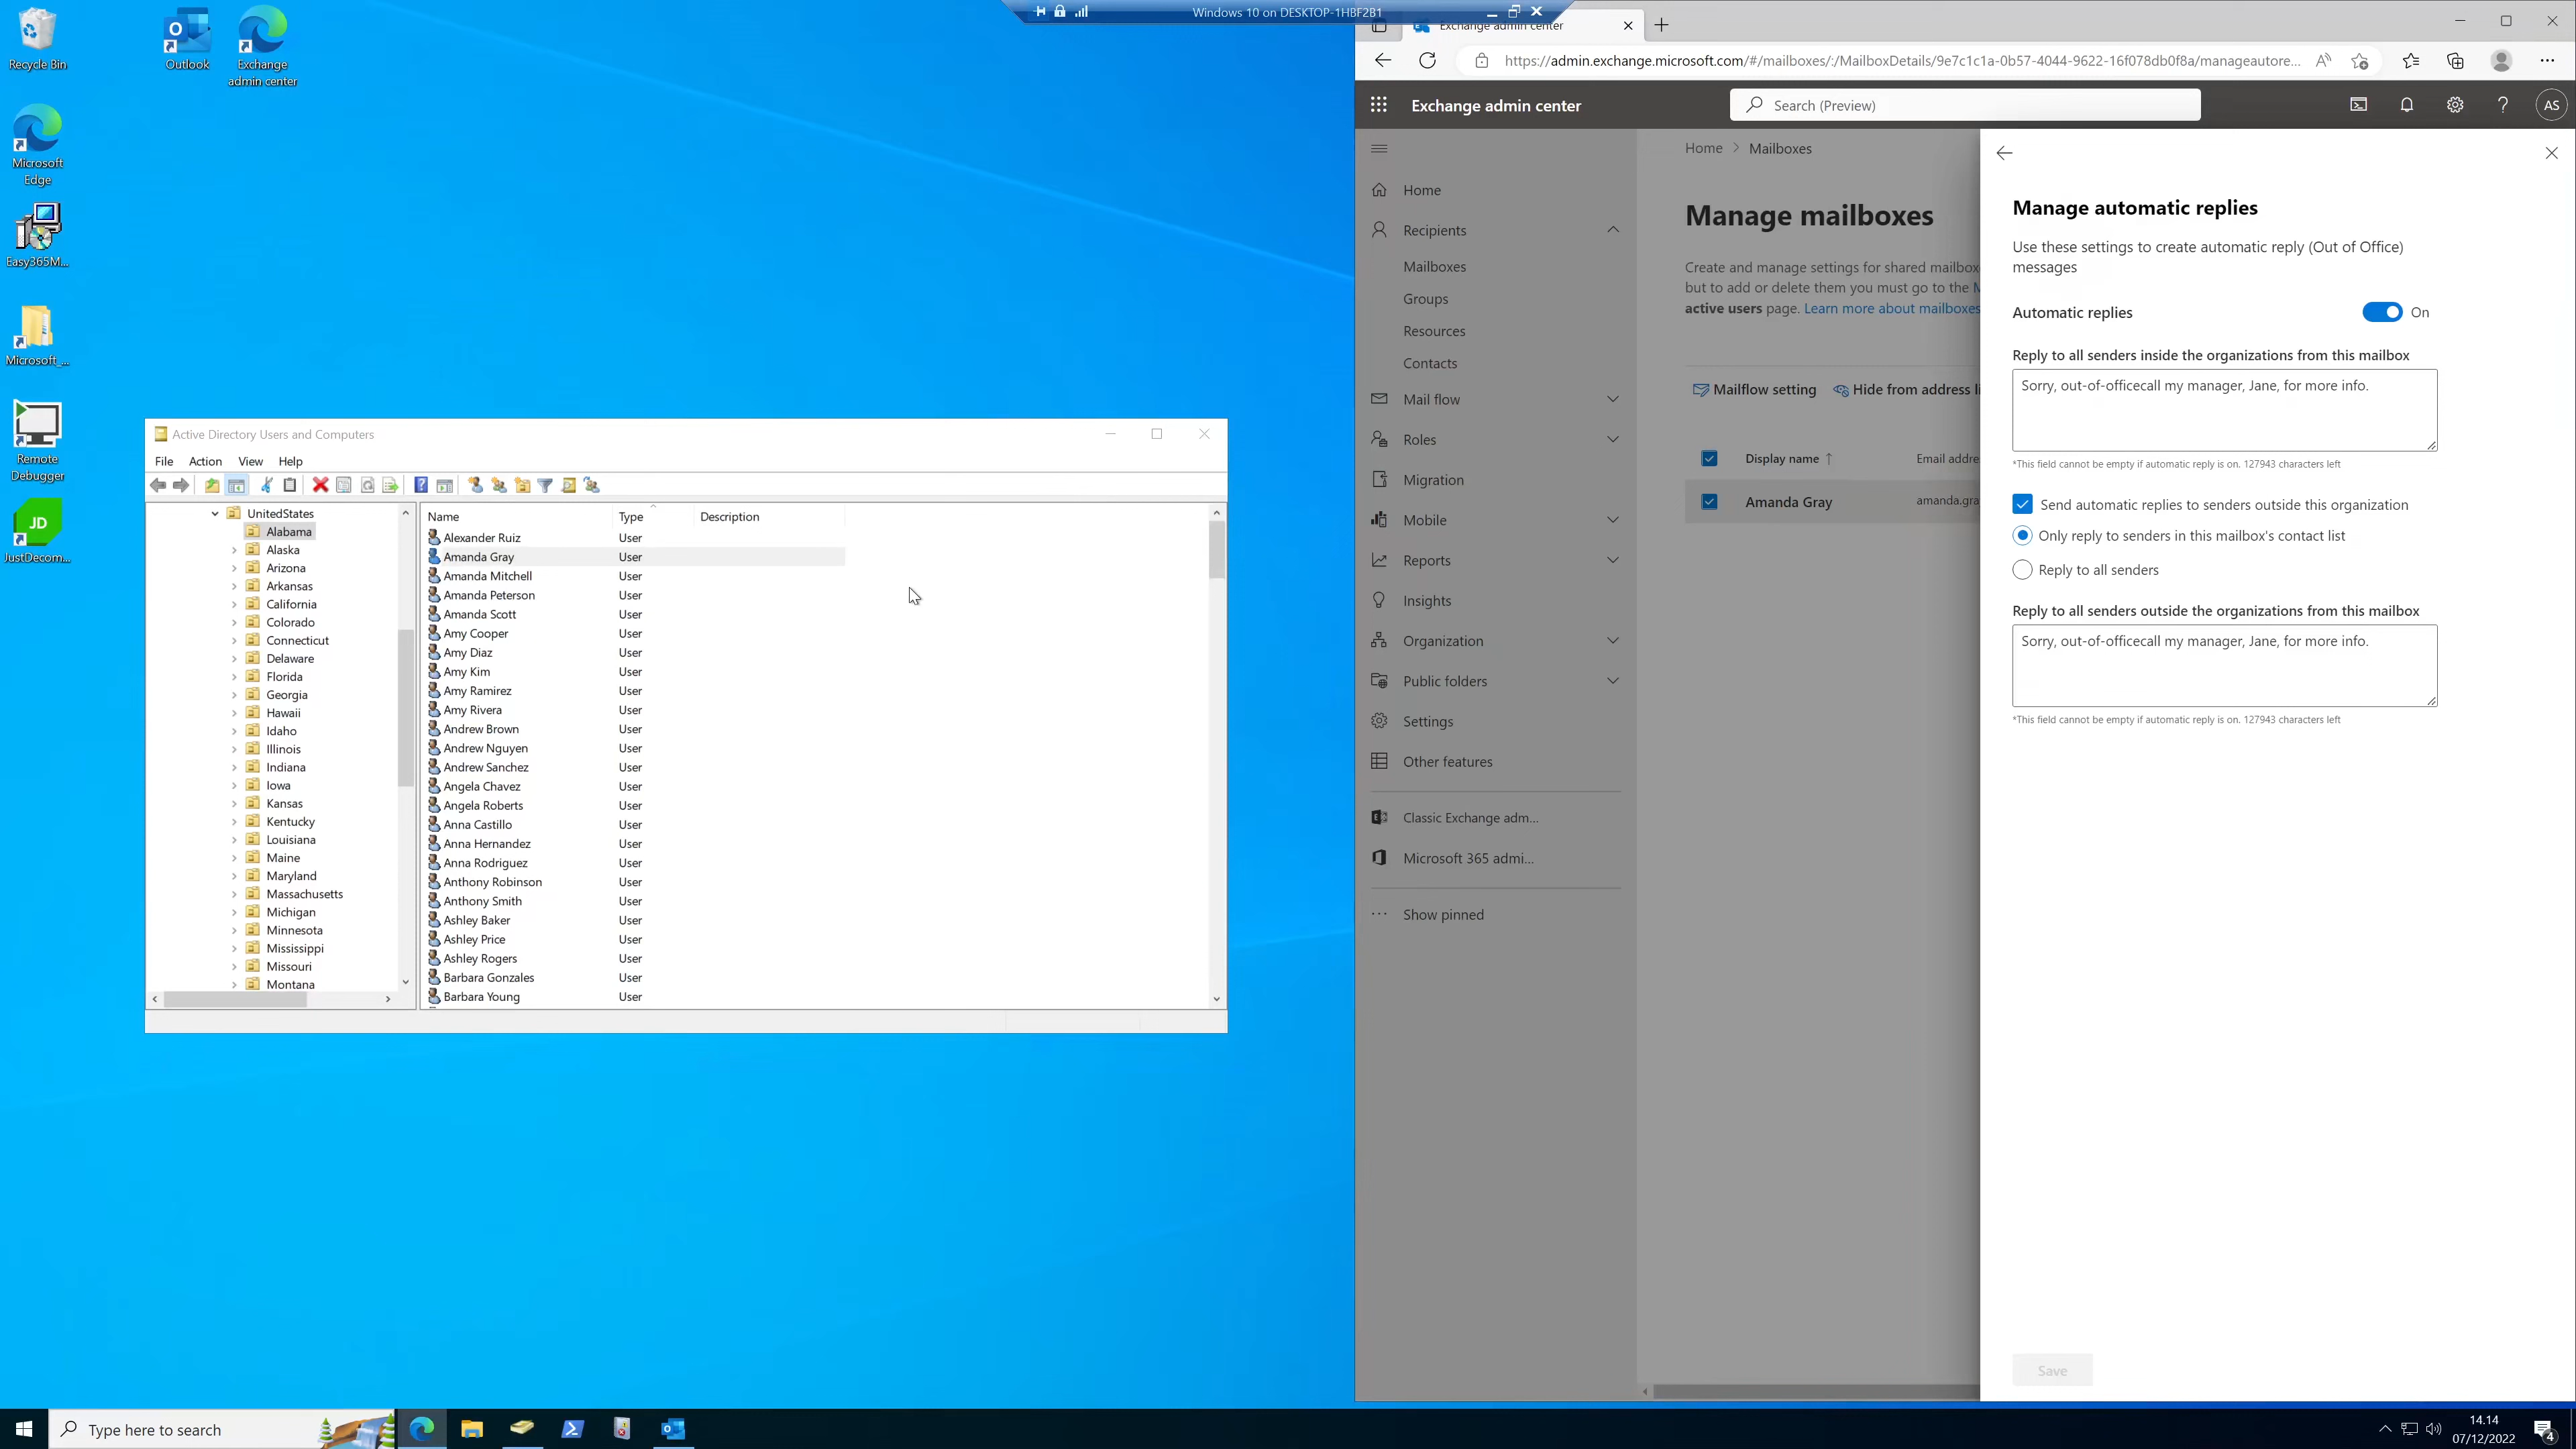 Windows 10 on DESKTOP-1HBF2B1
Recycle Bin
Outlook
Exchange
admin center
Microsoft
Edge
Easy365M...
Microsoft_...
Remote
Debugger
JD
JustDecom...
Active Directory Users and Computers
File Action View Help
UnitedStates
Alabama
Alaska
Arizona
Arkansas
California
Colorado
Connecticut
Delaware
Florida
Georgia
Hawaii
Idaho
Illinois
Indiana
Iowa
Kansas
Kentucky
Louisiana
Maine
Maryland
Massachusetts
Michigan
Minnesota
Mississippi
Missouri
Montana
Name Type Description
Alexander Ruiz User
Amanda Gray User
Amanda Mitchell User
Amanda Peterson User
Amanda Scott User
Amy Cooper User
Amy Diaz User
Amy Kim User
Amy Ramirez User
Amy Rivera User
Andrew Brown User
Andrew Nguyen User
Andrew Sanchez User
Angela Chavez User
Angela Roberts User
Anna Castillo User
Anna Hernandez User
Anna Rodriguez User
Anthony Robinson User
Anthony Smith User
Ashley Baker User
Ashley Price User
Ashley Rogers User
Barbara Gonzales User
Barbara Young User
Exchange admin center
https://admin.exchange.microsoft.com/#/mailboxes/:/MailboxDetails/9e7c1c1a-0b57-4044-9622-16f078db0f8a/manageautore...
Exchange admin center
Search (Preview)
AS
Home
Recipients
Mailboxes
Groups
Resources
Contacts
Mail flow
Roles
Migration
Mobile
Reports
Insights
Organization
Public folders
Settings
Other features
Classic Exchange adm...
Microsoft 365 admi...
Show pinned
Home > Mailboxes
Manage mailboxes
Create and manage settings for shared mailbox
but to add or delete them you must go to the M
active users page. Learn more about mailboxes
Mailflow setting Hide from address li
Display name ↑ Email addre
Amanda Gray amanda.gra
Manage automatic replies
Use these settings to create automatic reply (Out of Office)
messages
Automatic replies On
Reply to all senders inside the organizations from this mailbox
Sorry, out-of-officecall my manager, Jane, for more info.
*This field cannot be empty if automatic reply is on. 127943 characters left
Send automatic replies to senders outside this organization
Only reply to senders in this mailbox's contact list
Reply to all senders
Reply to all senders outside the organizations from this mailbox
Sorry, out-of-officecall my manager, Jane, for more info.
*This field cannot be empty if automatic reply is on. 127943 characters left
Save
Type here to search
14.14
07/12/2022
4